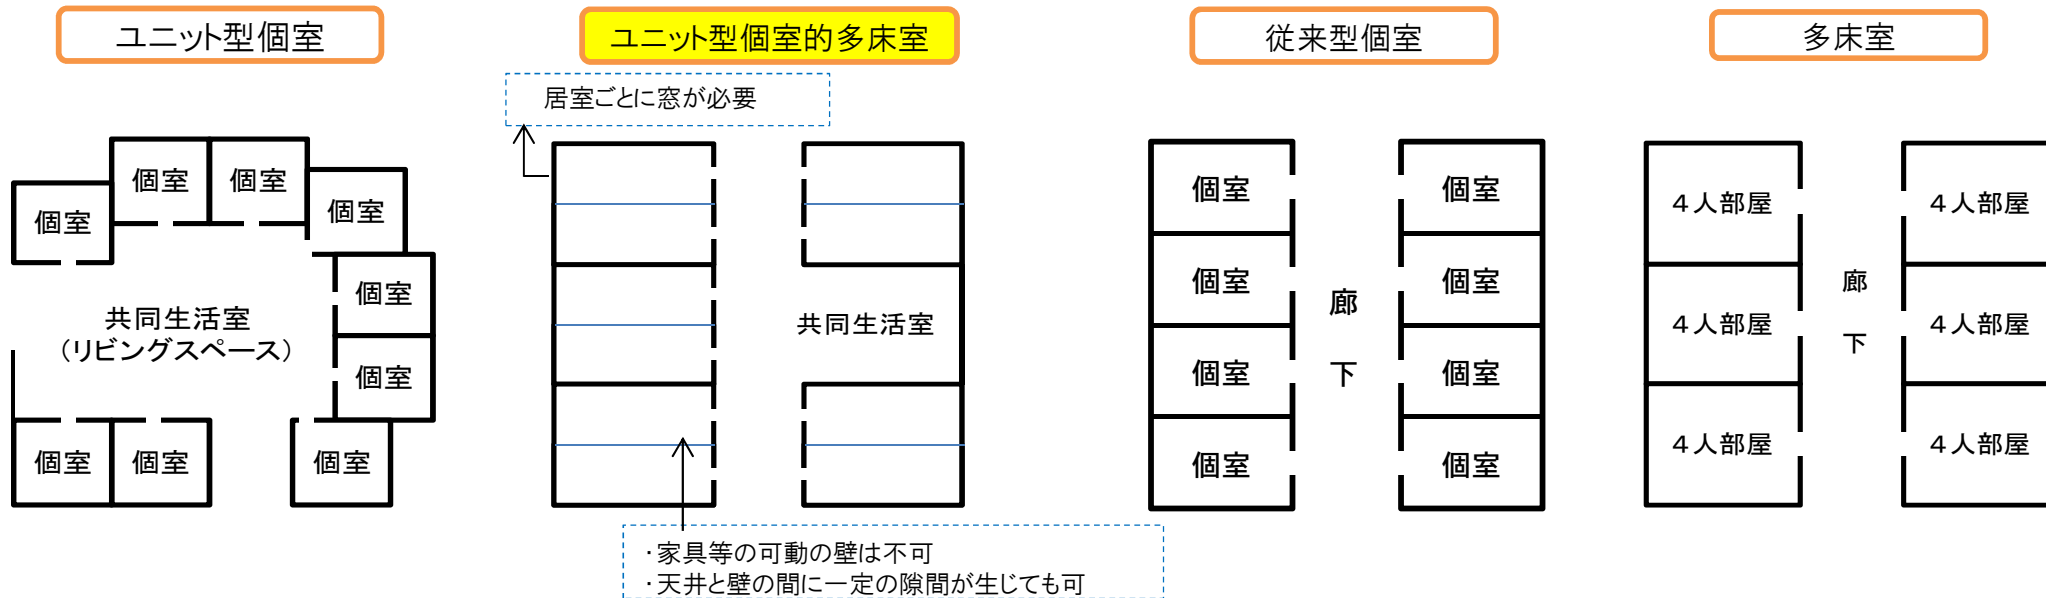 ユニット型個室
ユニット型個室的多床室
従来型個室
多床室
居室ごとに窓が必要
個室
個室
個室
個室
個室
個室
個室
個室
個室
共同生活室
（リビングスペース）
共同生活室
・家具等の可動の壁は不可
・天井と壁の間に一定の隙間が生じても可
個室
個室
個室
個室
廊
下
個室
個室
個室
個室
４人部屋
４人部屋
４人部屋
廊
下
４人部屋
４人部屋
４人部屋